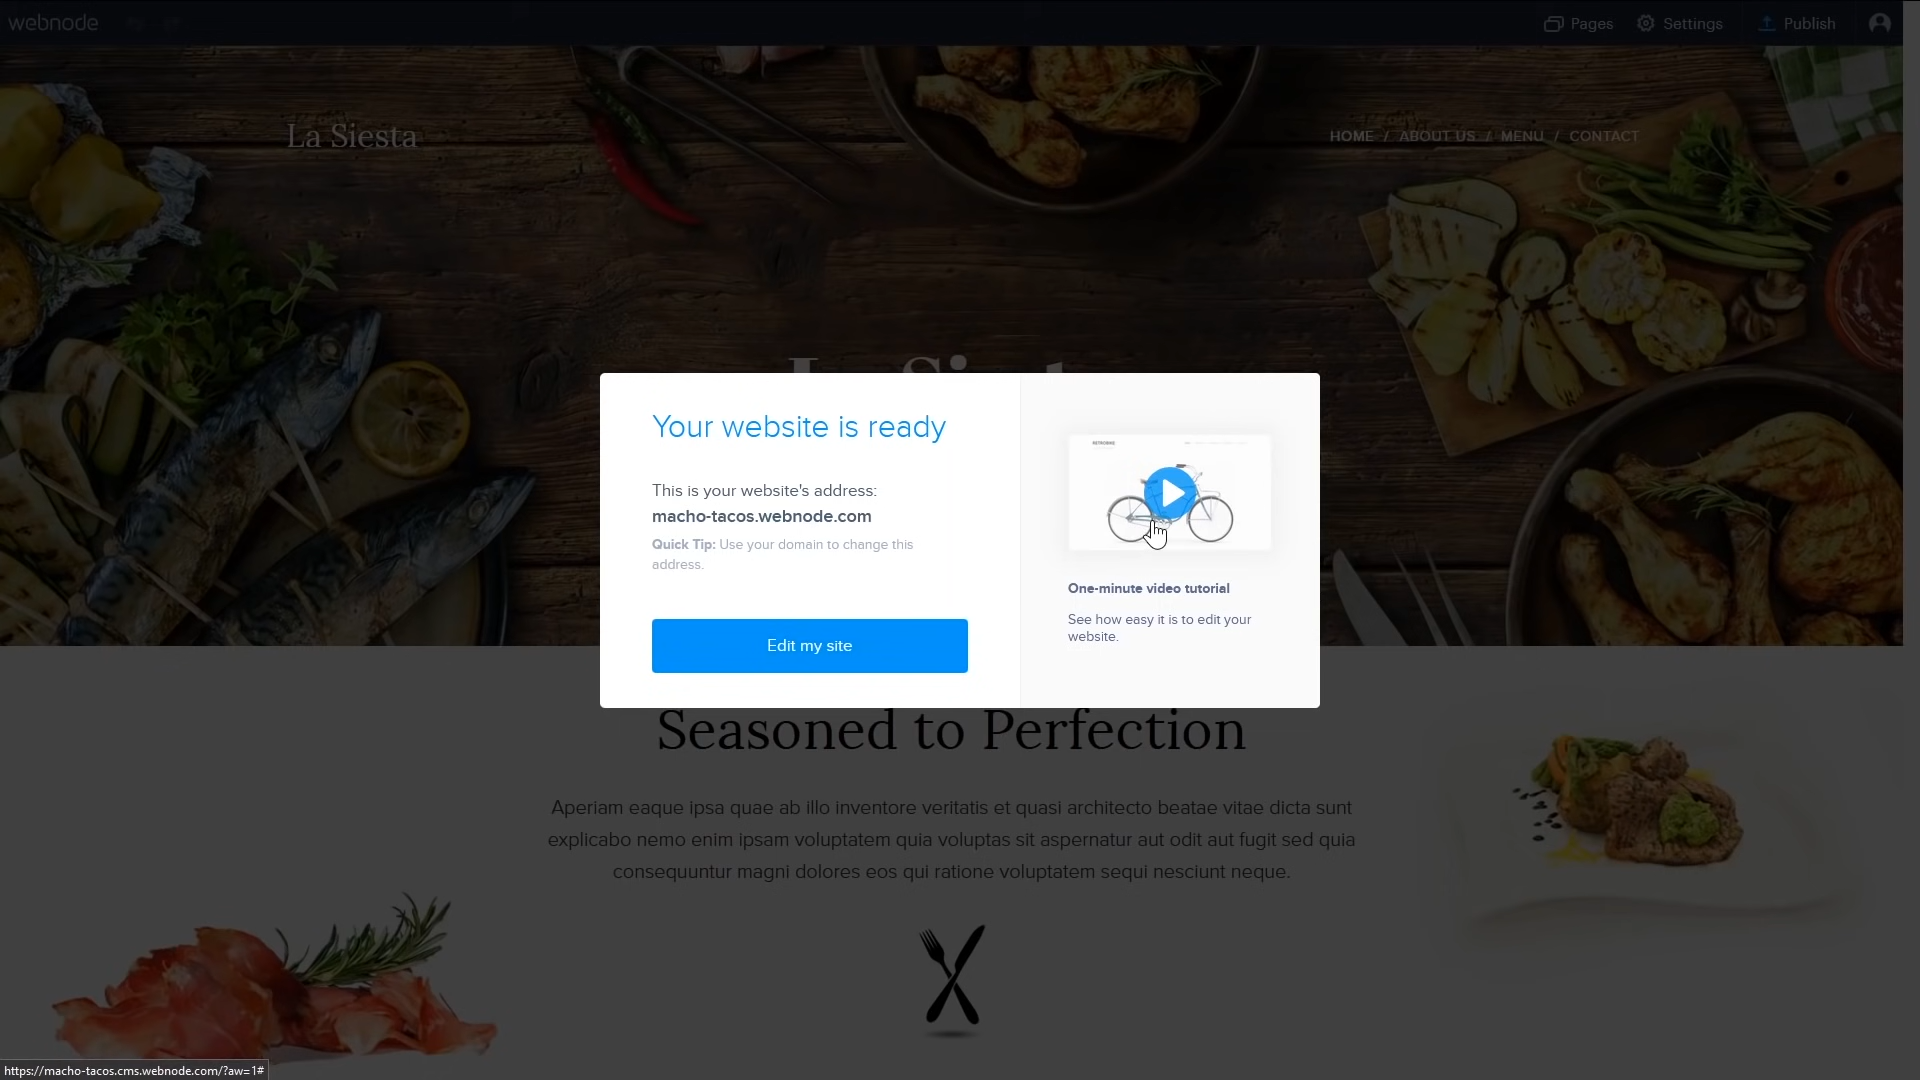 webnode
Pages
Settings
Publish
La Siesta
HOME / ABOUT US / MENU / CONTACT
Your website is ready
This is your website's address:
macho-tacos.webnode.com
Quick Tip: Use your domain to change this
address.
Edit my site
One-minute video tutorial
See how easy it is to edit your
website.
Seasoned to Perfection
Aperiam eaque ipsa quae ab illo inventore veritatis et quasi architecto beatae vitae dicta sunt
explicabo nemo enim ipsam voluptatem quia voluptas sit aspernatur aut odit aut fugit sed quia
consequuntur magni dolores eos qui ratione voluptatem sequi nesciunt neque.
https://macho-tacos.cms.webnode.com/?aw=1#